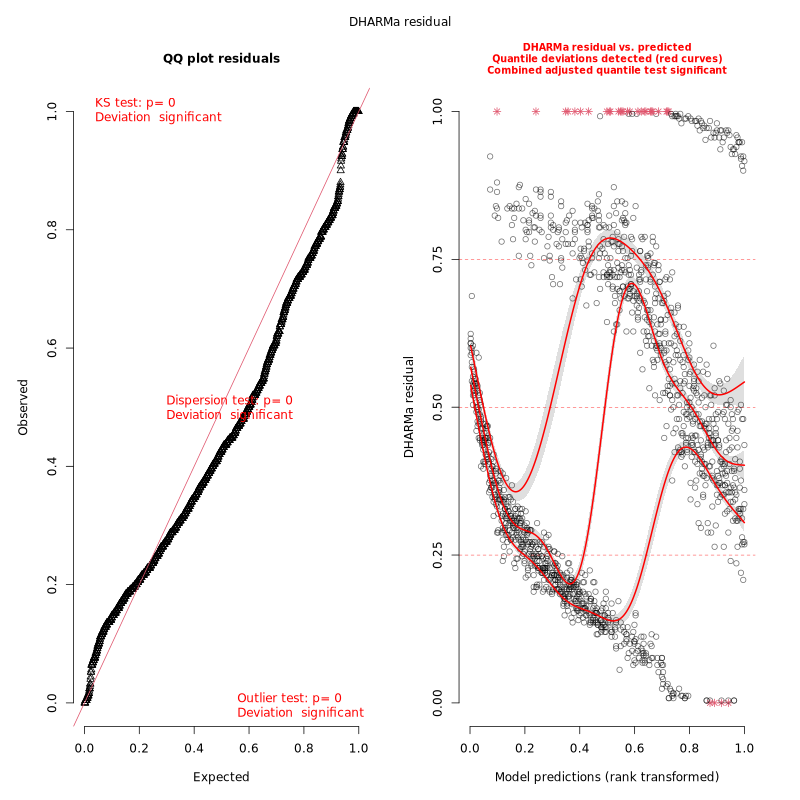 DHARMa residual
QQ plot residuals
KS test: p= 0
Deviation significant
Dispersion test: p= 0
Deviation significant
Outlier test: p= 0
Deviation significant
Observed
0.0
0.2
0.4
0.6
0.8
1.0
0.0
0.2
0.4
0.6
0.8
1.0
Expected
DHARMa residual vs. predicted
Quantile deviations detected (red curves)
Combined adjusted quantile test significant
DHARMa residual
0.00
0.25
0.50
0.75
1.00
0.0
0.2
0.4
0.6
0.8
1.0
Model predictions (rank transformed)